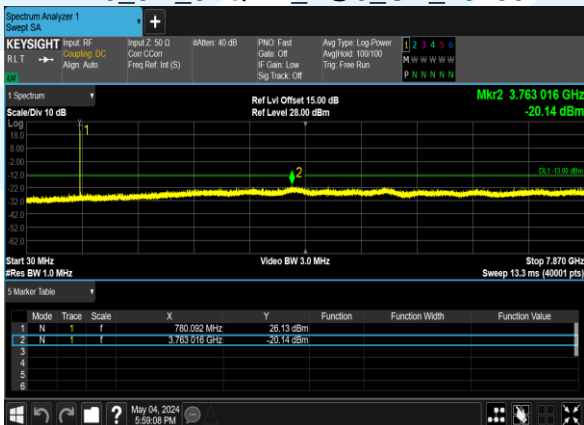 Spectrum Analyzer 1
Swept SA
KEYSIGHT Input: RF Input Z: 50 Ω #Atten: 40 dB PNO: Fast Avg Type: Log-Power 1 2 3 4 5 6
RLT Coupling: DC Corr CCorr Gate: Off Avg|Hold: 100/100 M W W W W W
Align: Auto Freq Ref: Int (S) IF Gain: Low Trig: Free Run
LXI Sig Track: Off P N N N N N
1 Spectrum Ref Lvl Offset 15.00 dB Mkr2 3.763 016 GHz
Scale/Div 10 dB Ref Level 28.00 dBm -20.14 dBm
Log
1
18.0
8.00
-2.00
-12.0 2 DL1 -13.00 dBm
-22.0
-32.0
-42.0
-52.0
-62.0
Start 30 MHz Video BW 3.0 MHz Stop 7.870 GHz
#Res BW 1.0 MHz Sweep 13.3 ms (40001 pts)
5 Marker Table
Mode Trace Scale X Y Function Function Width Function Value
1 N 1 f 780.092 MHz 26.13 dBm
2 N 1 f 3.763 016 GHz -20.14 dBm
3
4
5
6
? May 04, 2024
5:59:08 PM